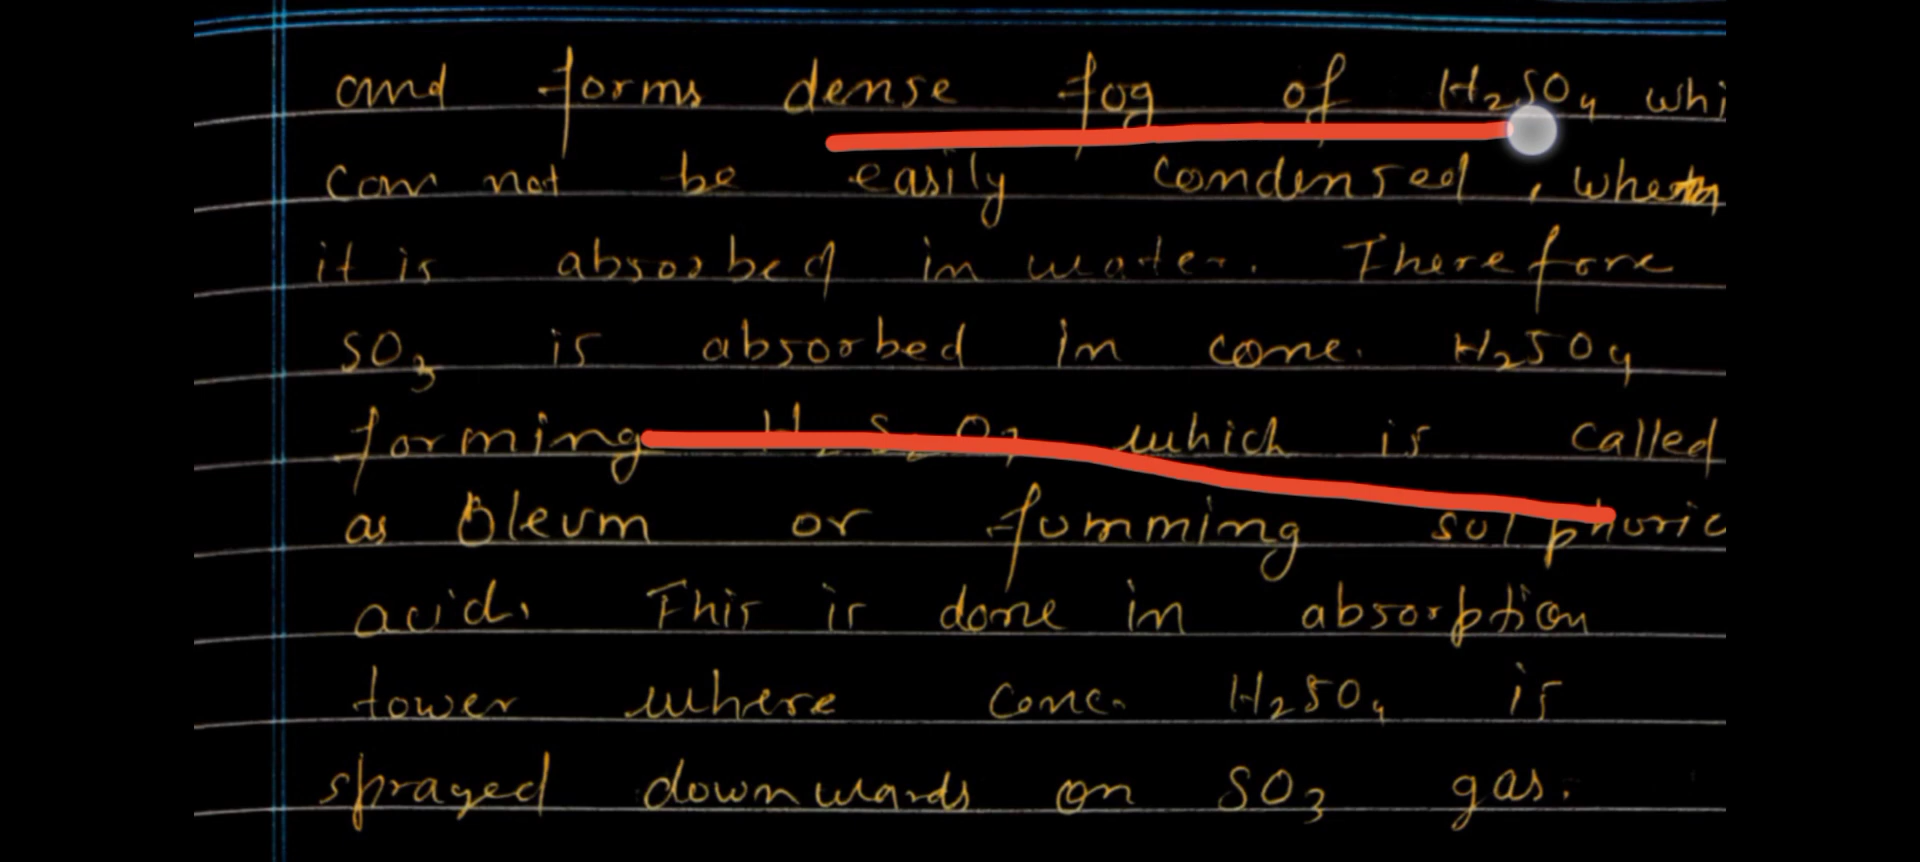 and forms dense fog of H₂SO₄ whi
can not be easily condensed, when
it is absorbed in water. Therefore
SO₃ is absorbed in conc. H₂SO₄
forming H₂S₂O₇ which is called
as Oleum or fumming sulphuric
acid. This is done in absorption
tower where conc. H₂SO₄ is
sprayed downwards on SO₃ gas.